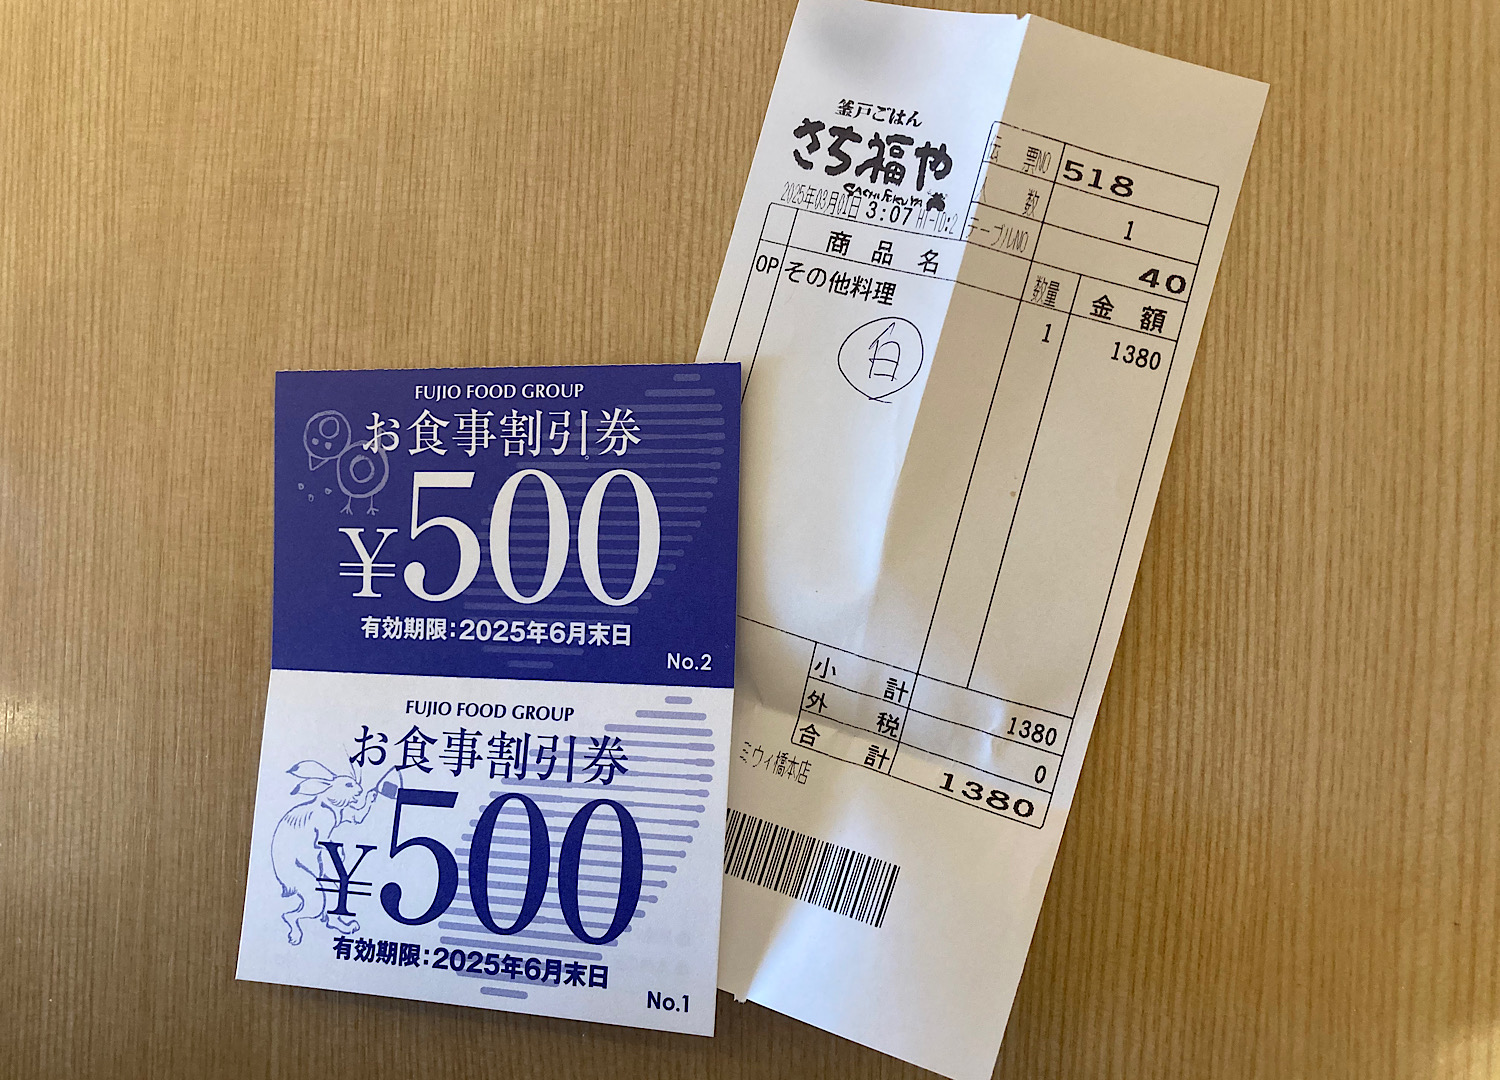 FUJIO FOOD GROUP
お食事割引券
¥500
有効期限：2025年6月末日
No.2
FUJIO FOOD GROUP
お食事割引券
¥500
有効期限：2025年6月末日
No.1
釜戸ごはん
さち福や
SACHI FUKUYA
2025年03月01日 3:07
伝票NO 518
人数 1
テーブルNO 40
商品名 数量 金額
OP その他料理 1 1380
白
小計 1380
外税 0
合計 1380
ミウィ橋本店